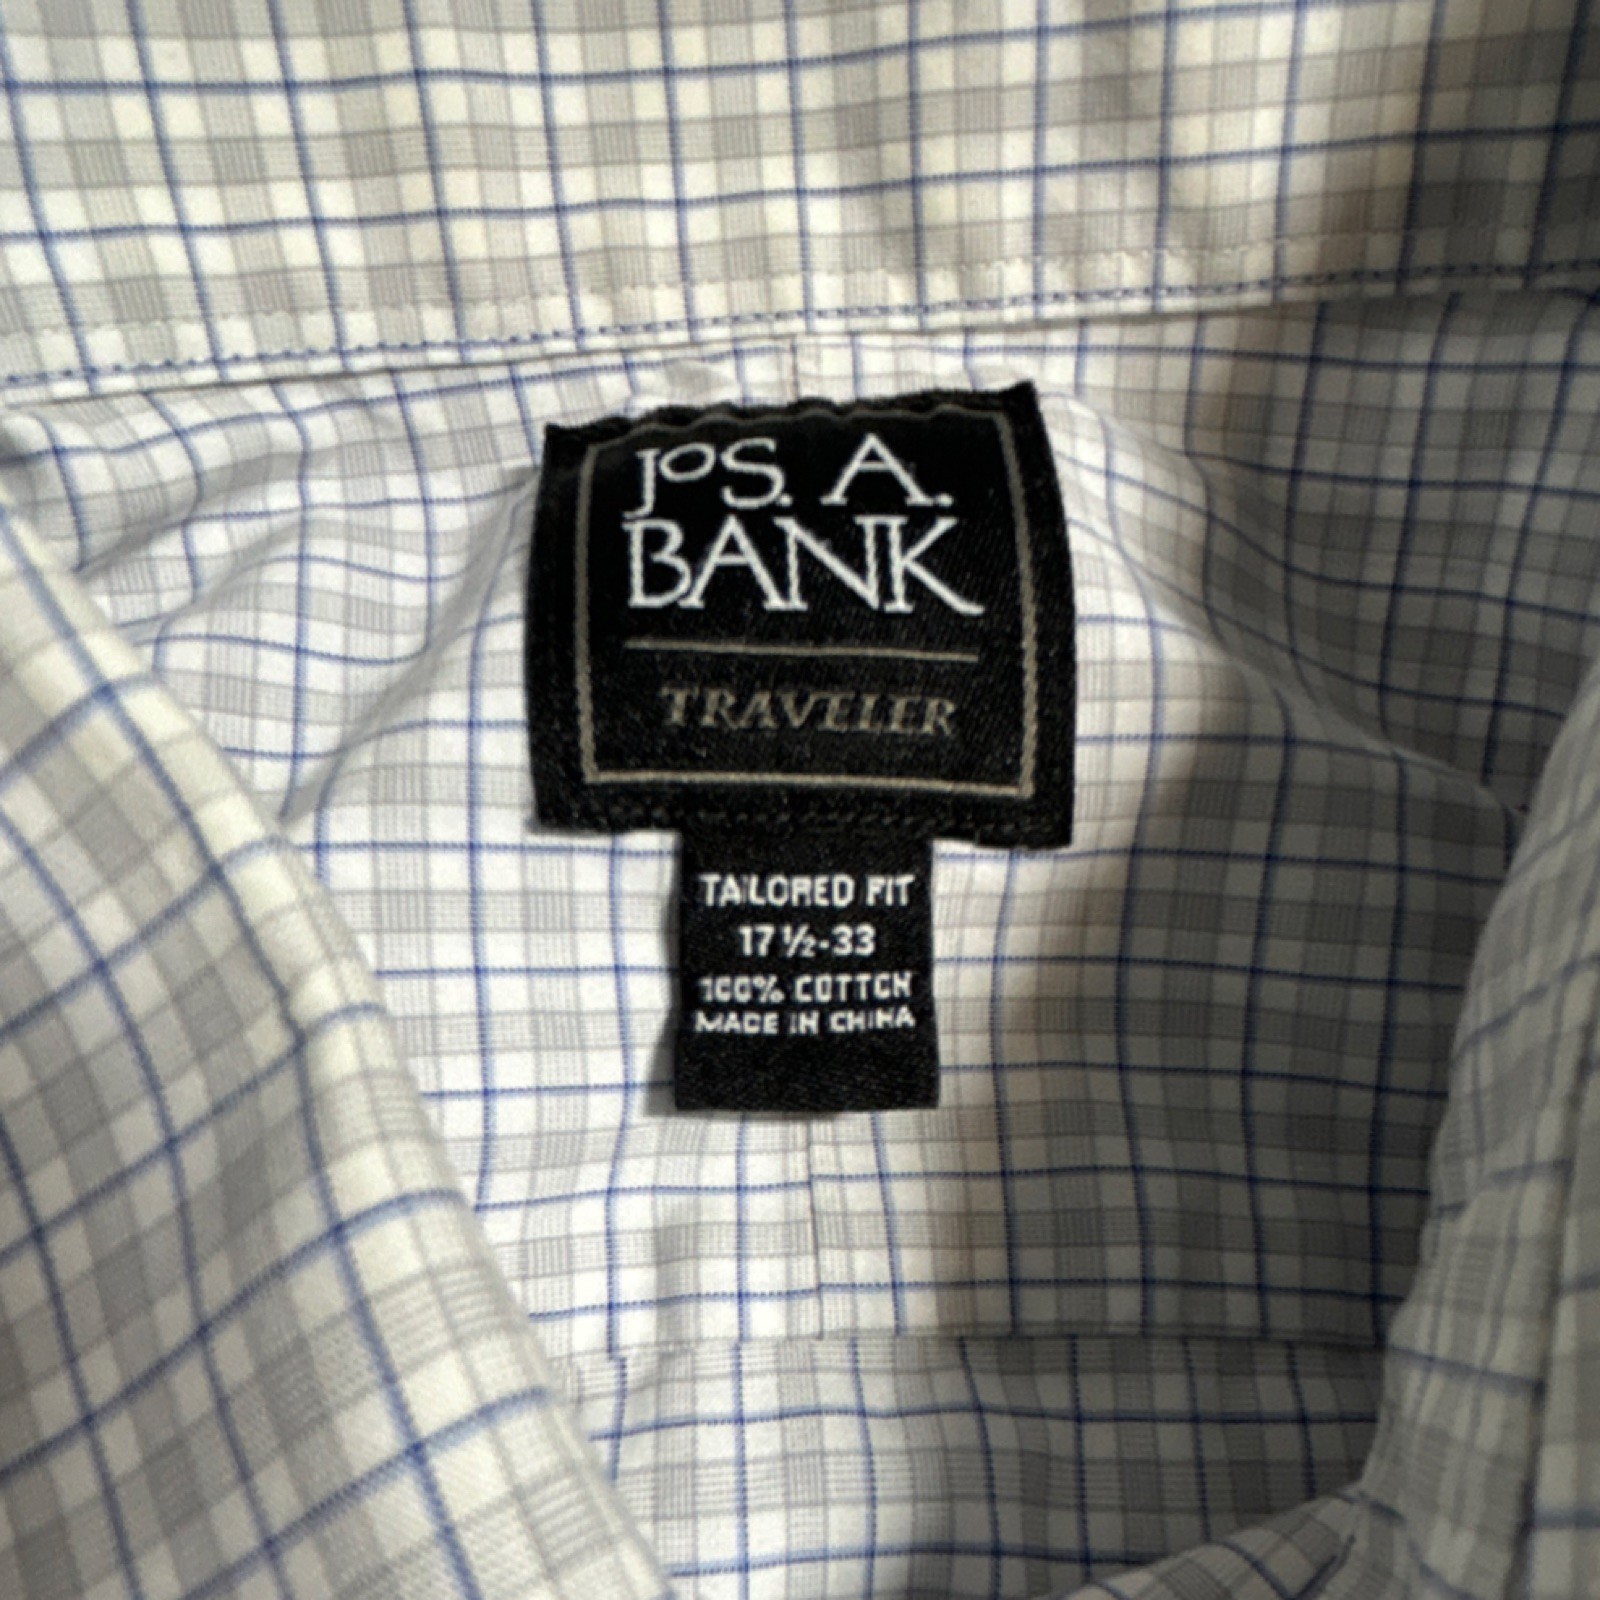 JOS. A.
BANK
TRAVELER
TAILORED FIT
17 ½-33
100% COTTON
MADE IN CHINA